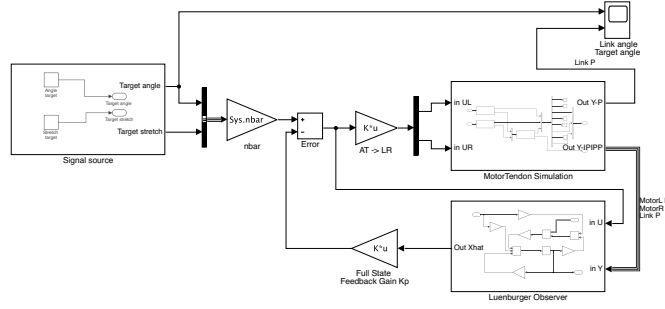 Link angle
Target angle
Link P
Angle
target
Target angle
Target stretch
Stretch
target
Target angle
Target stretch
Signal source
Sys.nbar
nbar
+
−
Error
K*u
AT -> LR
in UL
in UR
Out Y-P
Out Y-IPIPP
MotorTendon Simulation
MotorL I
MotorR
Link P
in U
in Y
Out Xhat
Luenburger Observer
K*u
Full State
Feedback Gain Kp